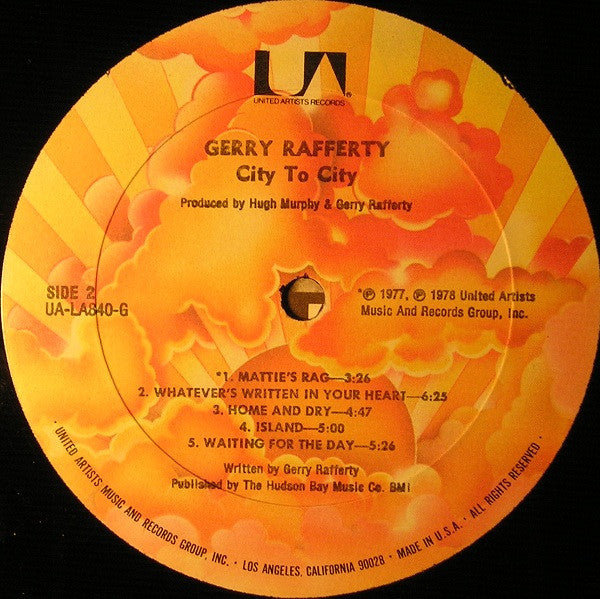 UA®
UNITED ARTISTS RECORDS
GERRY RAFFERTY
City To City
Produced by Hugh Murphy & Gerry Rafferty
SIDE 2
UA-LA840-G
*℗ 1977, ℗ 1978 United Artists
Music And Records Group, Inc.
*1. MATTIE'S RAG—3:26
2. WHATEVER'S WRITTEN IN YOUR HEART—6:25
3. HOME AND DRY—4:47
4. ISLAND—5:00
5. WAITING FOR THE DAY—5:26
Written by Gerry Rafferty
Published by The Hudson Bay Music Co. BMI
· UNITED ARTISTS MUSIC AND RECORDS GROUP, INC. · LOS ANGELES, CALIFORNIA 90028 · MADE IN U.S.A. · ALL RIGHTS RESERVED ·